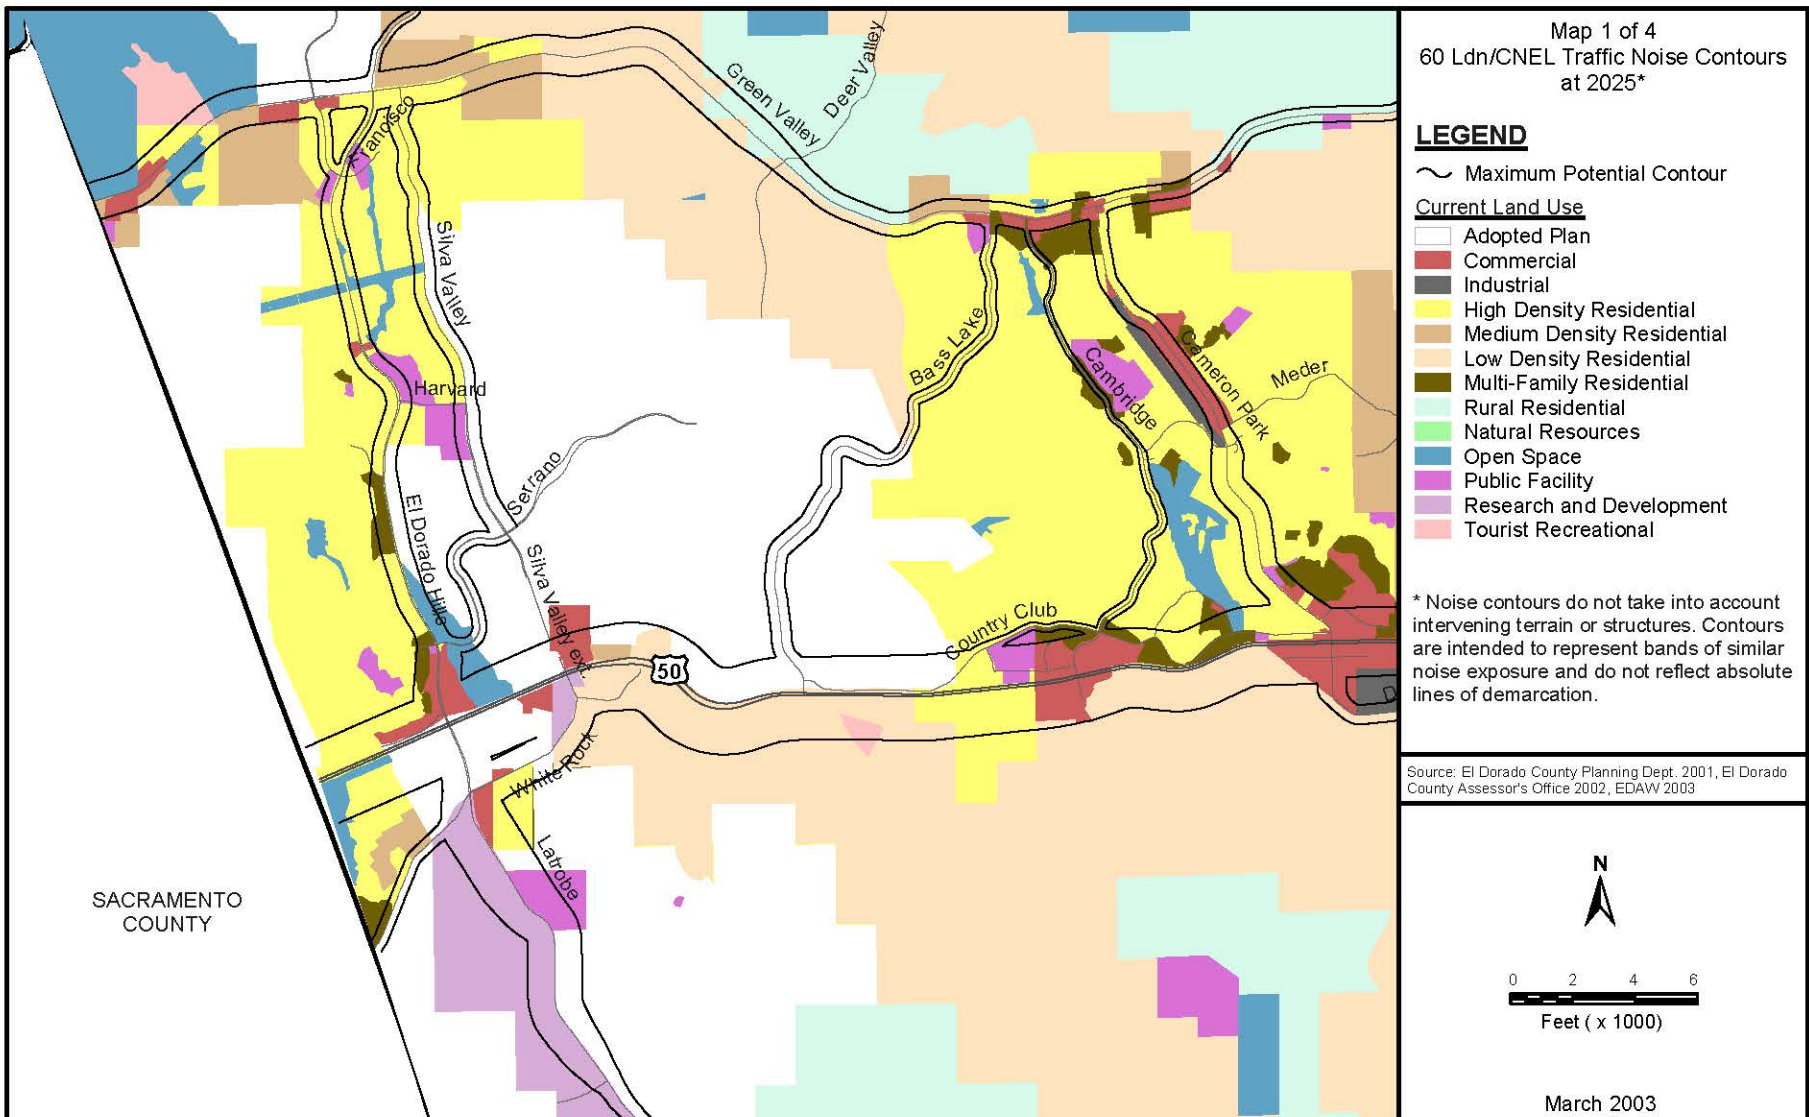 Map 1 of 4
60 Ldn/CNEL Traffic Noise Contours
at 2025*
LEGEND
Maximum Potential Contour
Current Land Use
Adopted Plan
Commercial
Industrial
High Density Residential
Medium Density Residential
Low Density Residential
Multi-Family Residential
Rural Residential
Natural Resources
Open Space
Public Facility
Research and Development
Tourist Recreational
* Noise contours do not take into account
intervening terrain or structures. Contours
are intended to represent bands of similar
noise exposure and do not reflect absolute
lines of demarcation.
Source: El Dorado County Planning Dept. 2001, El Dorado
County Assessor's Office 2002, EDAW 2003
N
0 2 4 6
Feet ( x 1000)
March 2003
Francisco
Green Valley
Deer Valley
Silva Valley
Harvard
Bass Lake
Cambridge
Cameron Park
Meder
Serrano
El Dorado Hills
Silva Valley ext.
Country Club
50
White Rock
Latrobe
D
SACRAMENTO
COUNTY